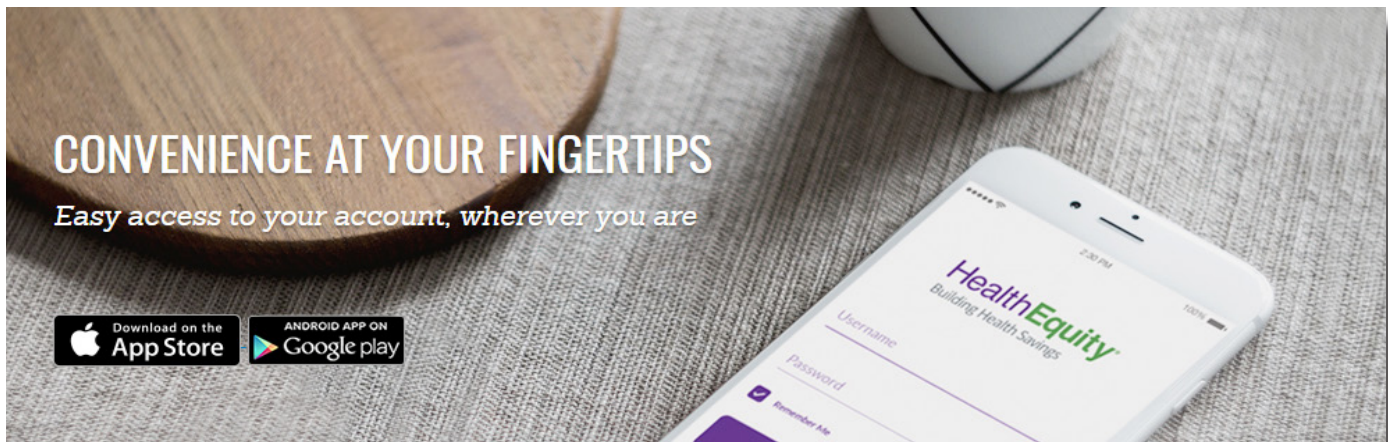 CONVENIENCE AT YOUR FINGERTIPS
Easy access to your account, wherever you are
Download on the
App Store
ANDROID APP ON
Google play
2:30 PM
100%
HealthEquity
Building Health Savings
Username
Password
Remember Me